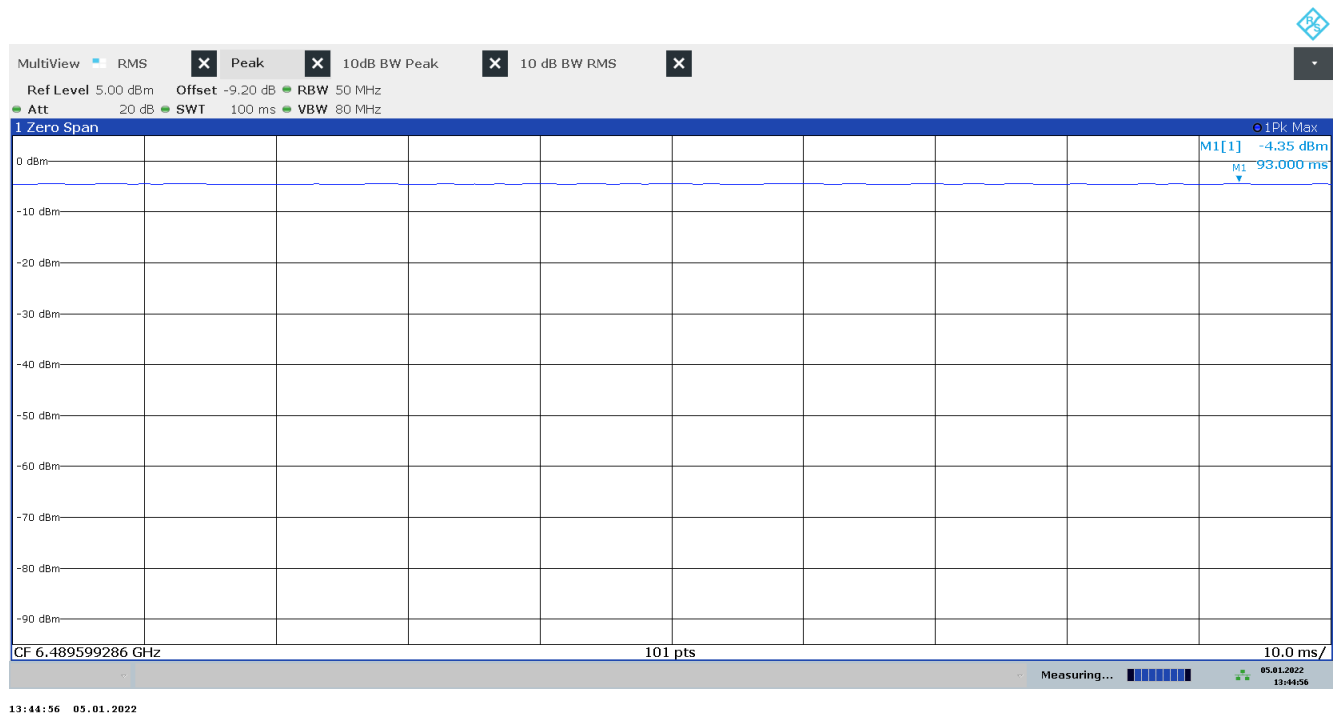 R S
MultiView RMS Peak 10dB BW Peak 10 dB BW RMS
Ref Level 5.00 dBm Offset -9.20 dB RBW 50 MHz
Att 20 dB SWT 100 ms VBW 80 MHz
1 Zero Span 1Pk Max
M1[1] -4.35 dBm
0 dBm
M1 93.000 ms
-10 dBm
-20 dBm
-30 dBm
-40 dBm
-50 dBm
-60 dBm
-70 dBm
-80 dBm
-90 dBm
CF 6.489599286 GHz 101 pts 10.0 ms/
Measuring... 05.01.2022
13:44:56
13:44:56 05.01.2022